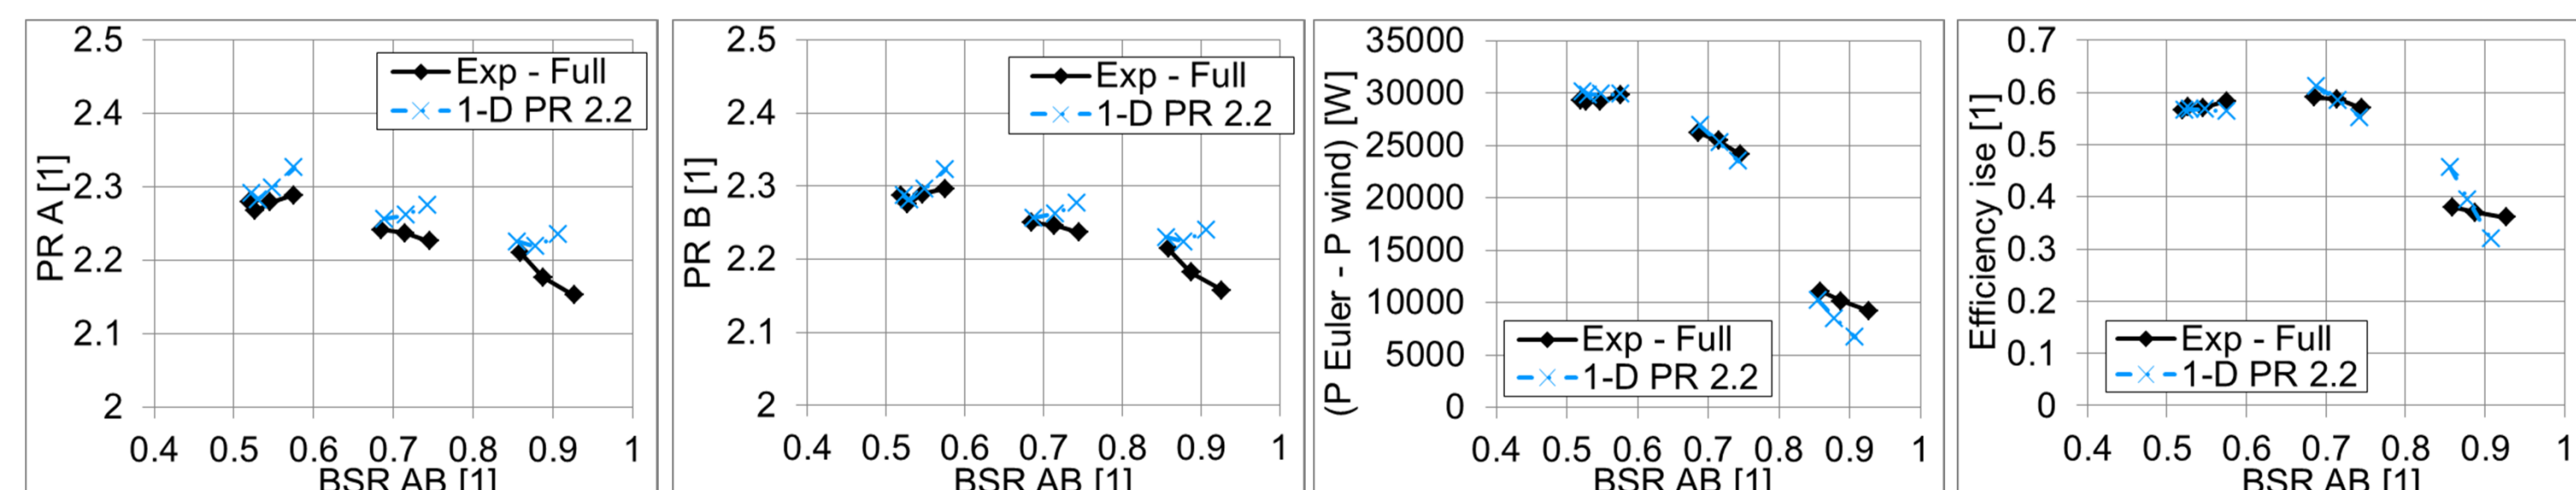 PR A [1]
2.5
2.4
2.3
2.2
2.1
2
Exp - Full
1-D PR 2.2
0.4 0.5 0.6 0.7 0.8 0.9 1
BSR AB [1]
PR B [1]
2.5
2.4
2.3
2.2
2.1
2
Exp - Full
1-D PR 2.2
0.4 0.5 0.6 0.7 0.8 0.9 1
BSR AB [1]
(P Euler - P wind) [W]
35000
30000
25000
20000
15000
10000
5000
0
Exp - Full
1-D PR 2.2
0.4 0.5 0.6 0.7 0.8 0.9 1
BSR AB [1]
Efficiency ise [1]
0.7
0.6
0.5
0.4
0.3
0.2
0.1
0
Exp - Full
1-D PR 2.2
0.4 0.5 0.6 0.7 0.8 0.9 1
BSR AB [1]